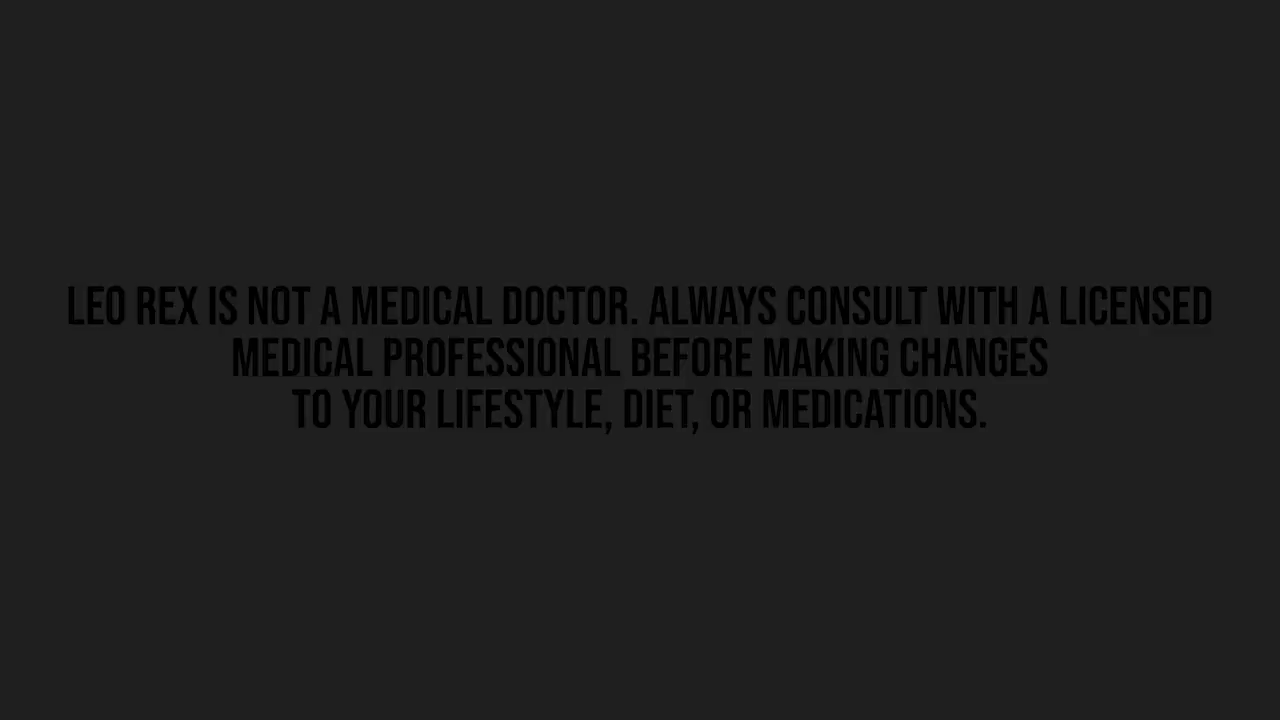 LEO REX IS NOT A MEDICAL DOCTOR. ALWAYS CONSULT WITH A LICENSED
MEDICAL PROFESSIONAL BEFORE MAKING CHANGES
TO YOUR LIFESTYLE, DIET, OR MEDICATIONS.